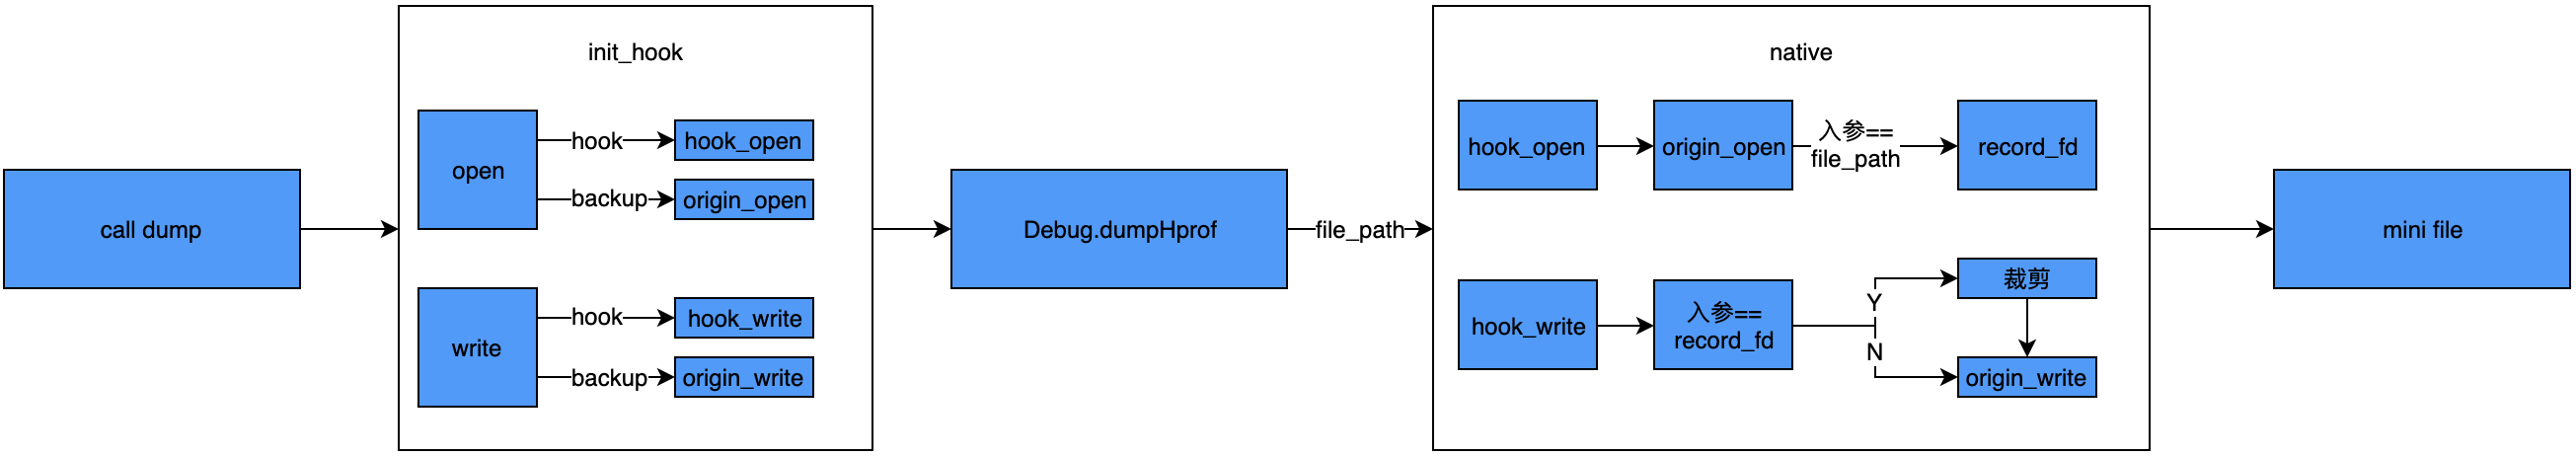 call dump
init_hook
open
hook
hook_open
backup
origin_open
write
hook
hook_write
backup
origin_write
Debug.dumpHprof
file_path
native
hook_open
origin_open
入参==
file_path
record_fd
hook_write
入参==
record_fd
Y
裁剪
N
origin_write
mini file